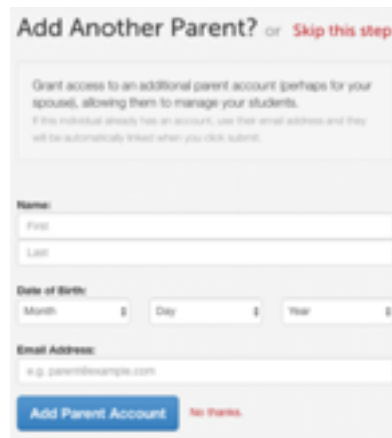 Add Another Parent? or Skip this step
Grant access to an additional parent account (perhaps for your
spouse), allowing them to manage your students.
If this individual already has an account, use their email address and they
will be automatically linked when you click submit.
Name:
First
Last
Date of Birth:
Month Day Year
Email Address:
e.g. parent@example.com
Add Parent Account No thanks.